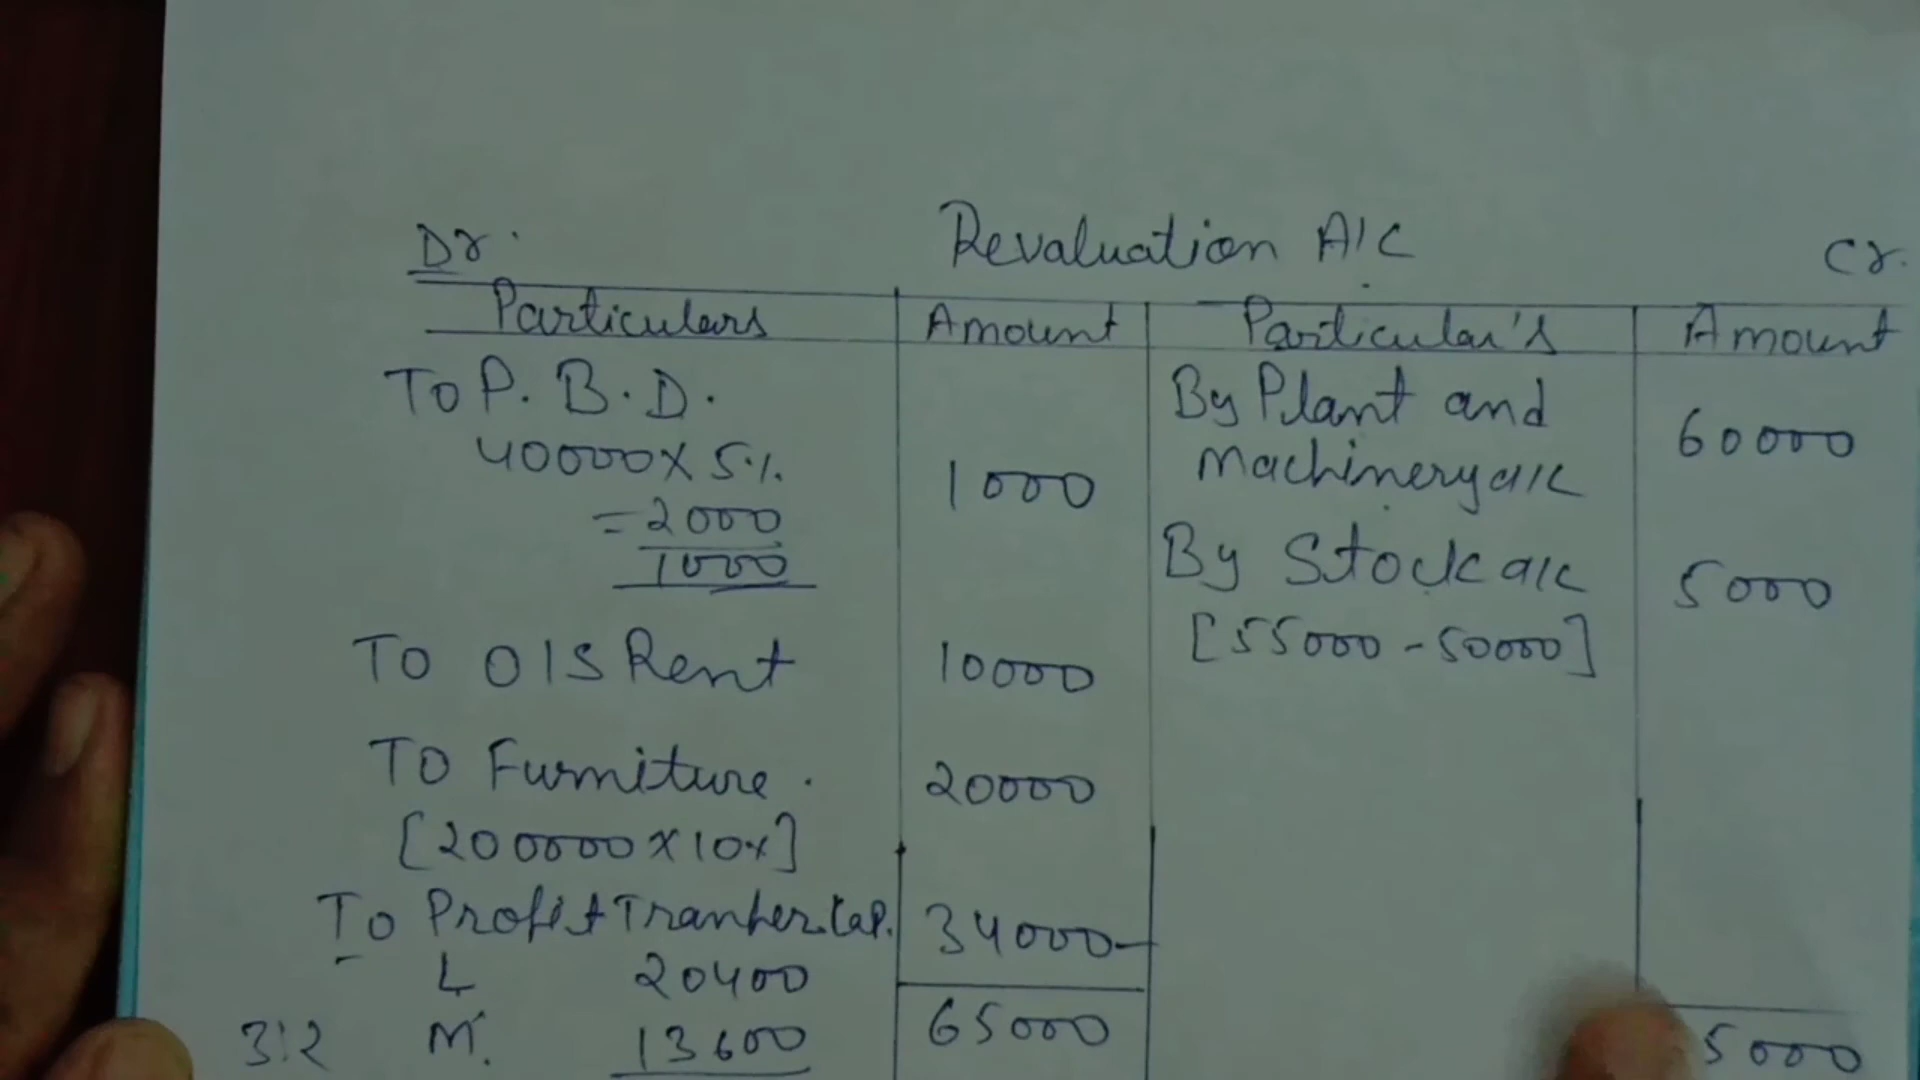 Dr. Revaluation A/C Cr.
Particulars Amount Particular's Amount
To P. B. D.
40000 x 5%
= 2000
1000 1000
To O/S Rent 10000
To Furniture. 20000
[200000 x 10%]
To Profit Tranfer. Cap. 34000
L 20400
3:2 M. 13600 65000
By Plant and
Machinery a/c 60000
By Stock a/c 5000
[55000 - 50000]
5000